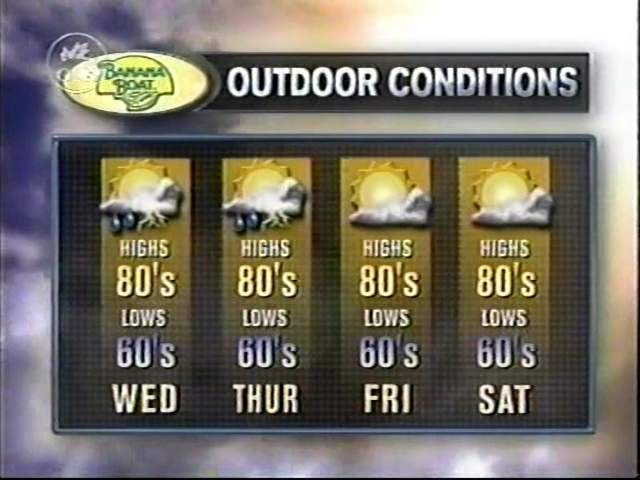 BANANA
BOAT
OUTDOOR CONDITIONS
HIGHS HIGHS HIGHS HIGHS
80's 80's 80's 80's
LOWS LOWS LOWS LOWS
60's 60's 60's 60's
WED THUR FRI SAT